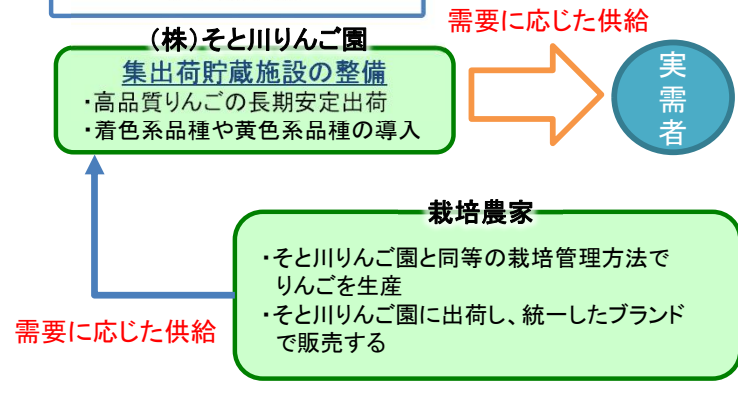 需要に応じた供給
(株)そと川りんご園
集出荷貯蔵施設の整備
・高品質りんごの長期安定出荷
・着色系品種や黄色系品種の導入
実
需
者
栽培農家
・そと川りんご園と同等の栽培管理方法で
りんごを生産
・そと川りんご園に出荷し、統一したブランド
で販売する
需要に応じた供給